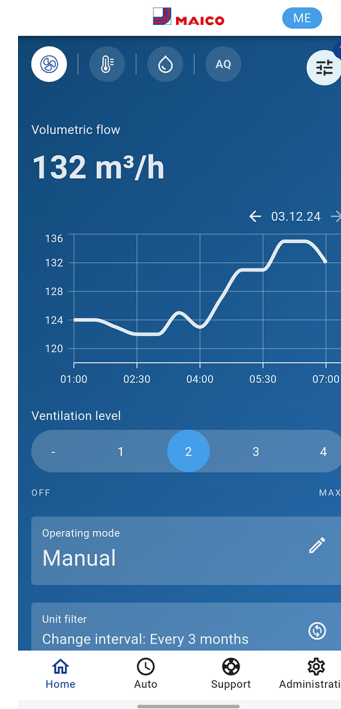 MAICO
ME
AQ
Volumetric flow
132 m³/h
03.12.24
136
132
128
124
120
01:00 02:30 04:00 05:30 07:00
Ventilation level
- 1 2 3 4
OFF MAX
Operating mode
Manual
Unit filter
Change interval: Every 3 months
Home Auto Support Administrati